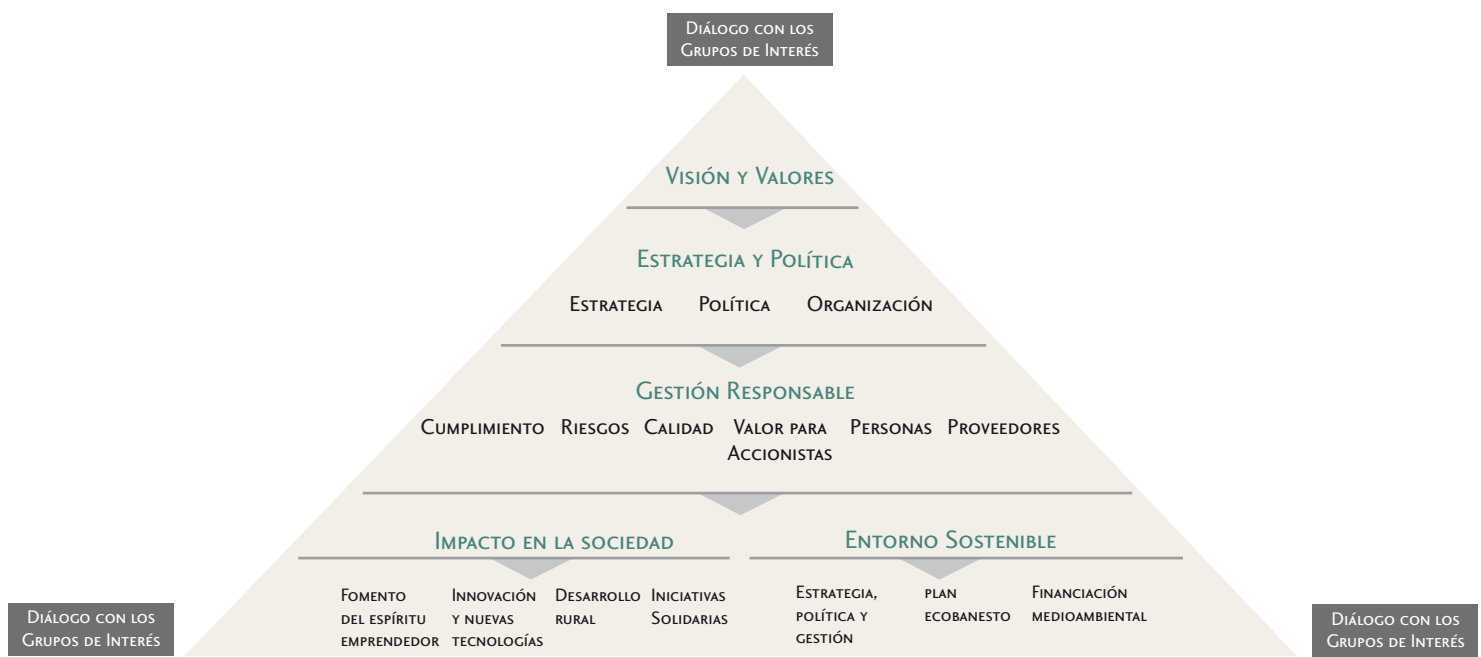 Diálogo con los
Grupos de Interés
Visión y Valores
Estrategia y Política
Estrategia Política Organización
Gestión Responsable
Cumplimiento Riesgos Calidad Valor para Personas Proveedores
Accionistas
Impacto en la sociedad
Fomento
del espíritu
emprendedor
Innovación
y nuevas
tecnologías
Desarrollo
rural
Iniciativas
Solidarias
Entorno Sostenible
Estrategia,
política y
gestión
plan
ecobanesto
Financiación
medioambiental
Diálogo con los
Grupos de Interés
Diálogo con los
Grupos de Interés